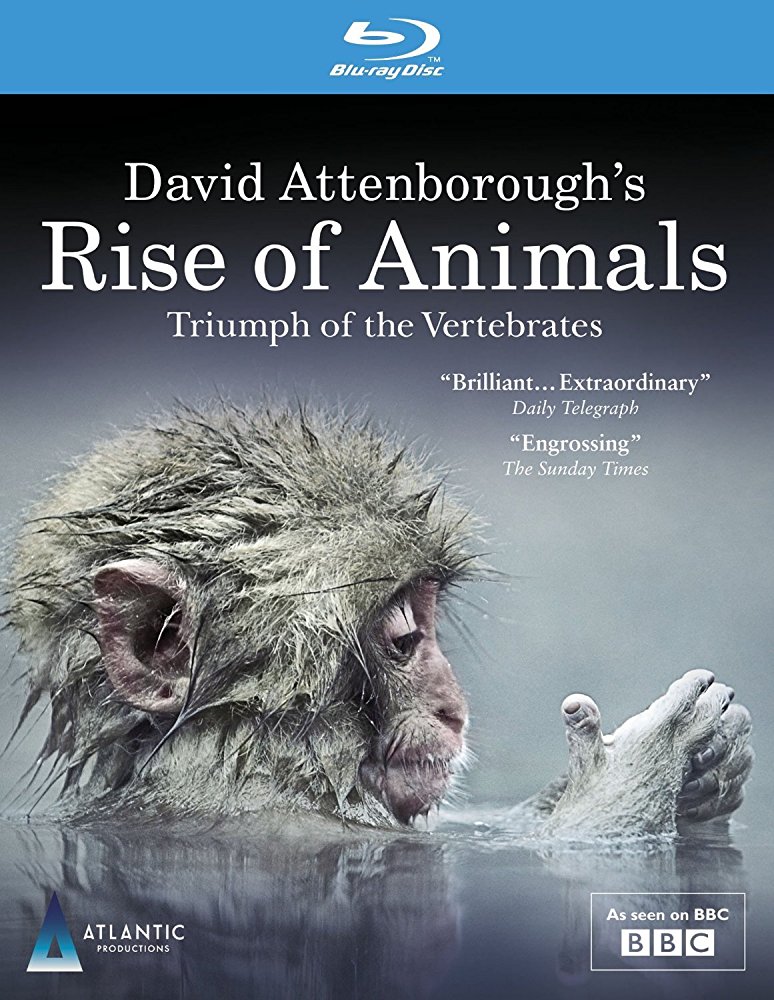 Blu-ray Disc™
David Attenborough's
Rise of Animals
Triumph of the Vertebrates
“Brilliant... Extraordinary”
Daily Telegraph
“Engrossing”
The Sunday Times
ATLANTIC
PRODUCTIONS
As seen on BBC
BBC